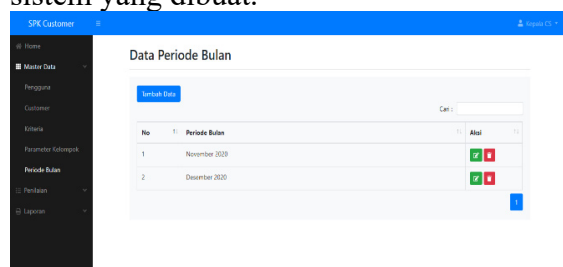 sistem yang dibuat.
SPK Customer
Kepala CS
Home
Master Data
Pengguna
Customer
Kriteria
Parameter Kelompok
Periode Bulan
Penilaian
Laporan
Data Periode Bulan
Tambah Data
Cari :
No Periode Bulan Aksi
1 November 2020
2 Desember 2020
1